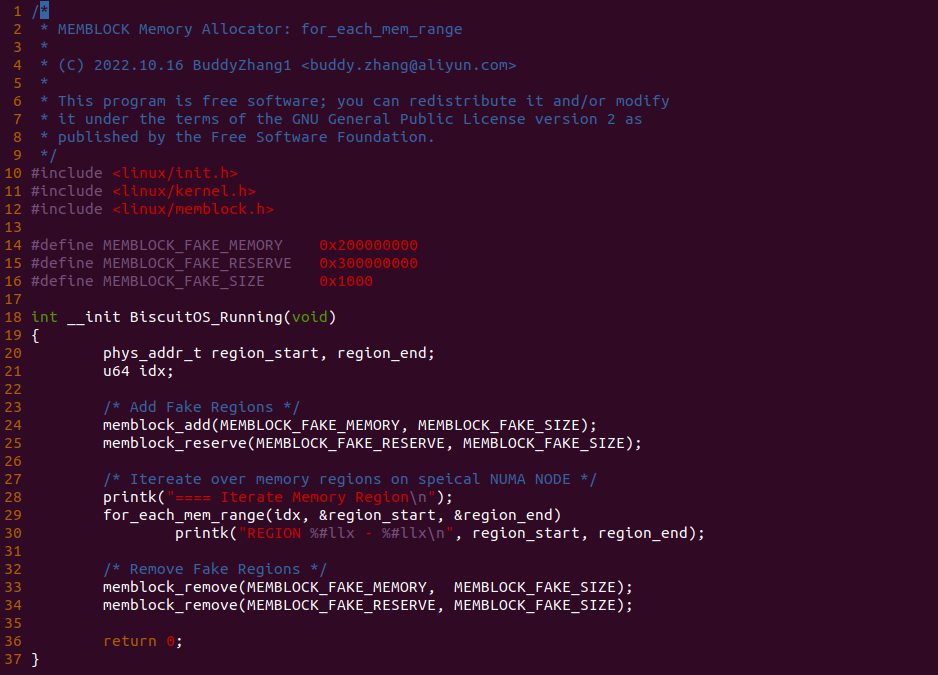 1 /*
2  * MEMBLOCK Memory Allocator: for_each_mem_range
3  *
4  * (C) 2022.10.16 BuddyZhang1 <buddy.zhang@aliyun.com>
5  *
6  * This program is free software; you can redistribute it and/or modify
7  * it under the terms of the GNU General Public License version 2 as
8  * published by the Free Software Foundation.
9  */
10 #include <linux/init.h>
11 #include <linux/kernel.h>
12 #include <linux/memblock.h>
13
14 #define MEMBLOCK_FAKE_MEMORY    0x200000000
15 #define MEMBLOCK_FAKE_RESERVE   0x300000000
16 #define MEMBLOCK_FAKE_SIZE      0x1000
17
18 int __init BiscuitOS_Running(void)
19 {
20         phys_addr_t region_start, region_end;
21         u64 idx;
22
23         /* Add Fake Regions */
24         memblock_add(MEMBLOCK_FAKE_MEMORY, MEMBLOCK_FAKE_SIZE);
25         memblock_reserve(MEMBLOCK_FAKE_RESERVE, MEMBLOCK_FAKE_SIZE);
26
27         /* Itereate over memory regions on speical NUMA NODE */
28         printk("==== Iterate Memory Region\n");
29         for_each_mem_range(idx, &region_start, &region_end)
30                 printk("REGION %#llx - %#llx\n", region_start, region_end);
31
32         /* Remove Fake Regions */
33         memblock_remove(MEMBLOCK_FAKE_MEMORY,  MEMBLOCK_FAKE_SIZE);
34         memblock_remove(MEMBLOCK_FAKE_RESERVE, MEMBLOCK_FAKE_SIZE);
35
36         return 0;
37 }